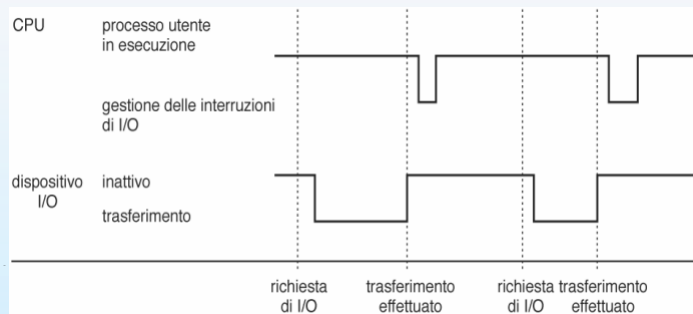 CPU
processo utente
in esecuzione
gestione delle interruzioni
di I/O
dispositivo
I/O
inattivo
trasferimento
richiesta
di I/O
trasferimento
effettuato
richiesta
di I/O
trasferimento
effettuato